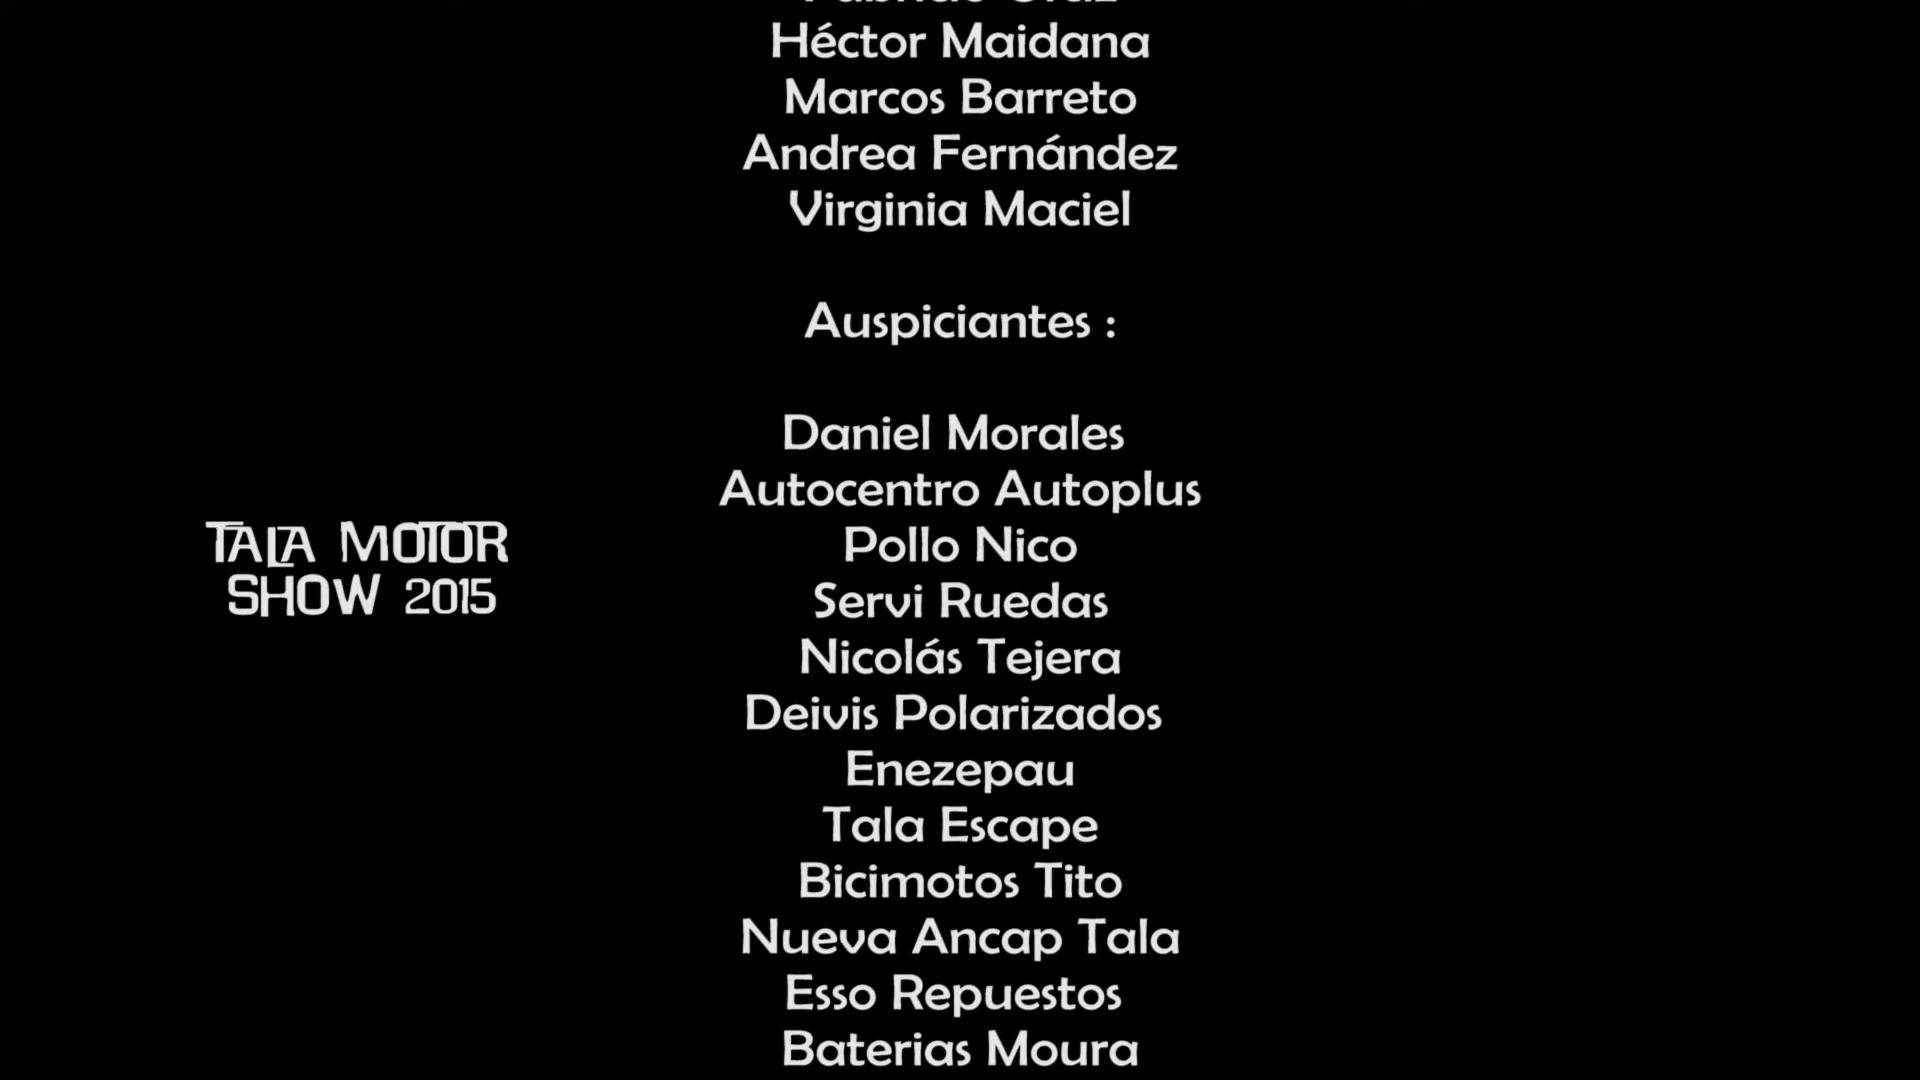 Héctor Maidana
Marcos Barreto
Andrea Fernández
Virginia Maciel
Auspiciantes :
Daniel Morales
Autocentro Autoplus
Pollo Nico
Servi Ruedas
Nicolás Tejera
Deivis Polarizados
Enezepau
Tala Escape
Bicimotos Tito
Nueva Ancap Tala
Esso Repuestos
Baterias Moura
TALA MOTOR
SHOW 2015